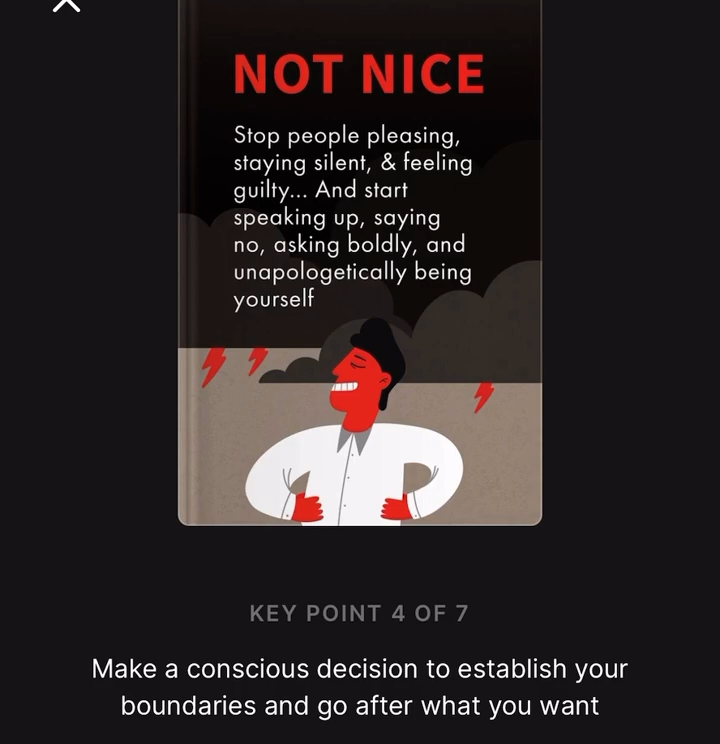 NOT NICE
Stop people pleasing,
staying silent, & feeling
guilty... And start
speaking up, saying
no, asking boldly, and
unapologetically being
yourself
KEY POINT 4 OF 7
Make a conscious decision to establish your
boundaries and go after what you want